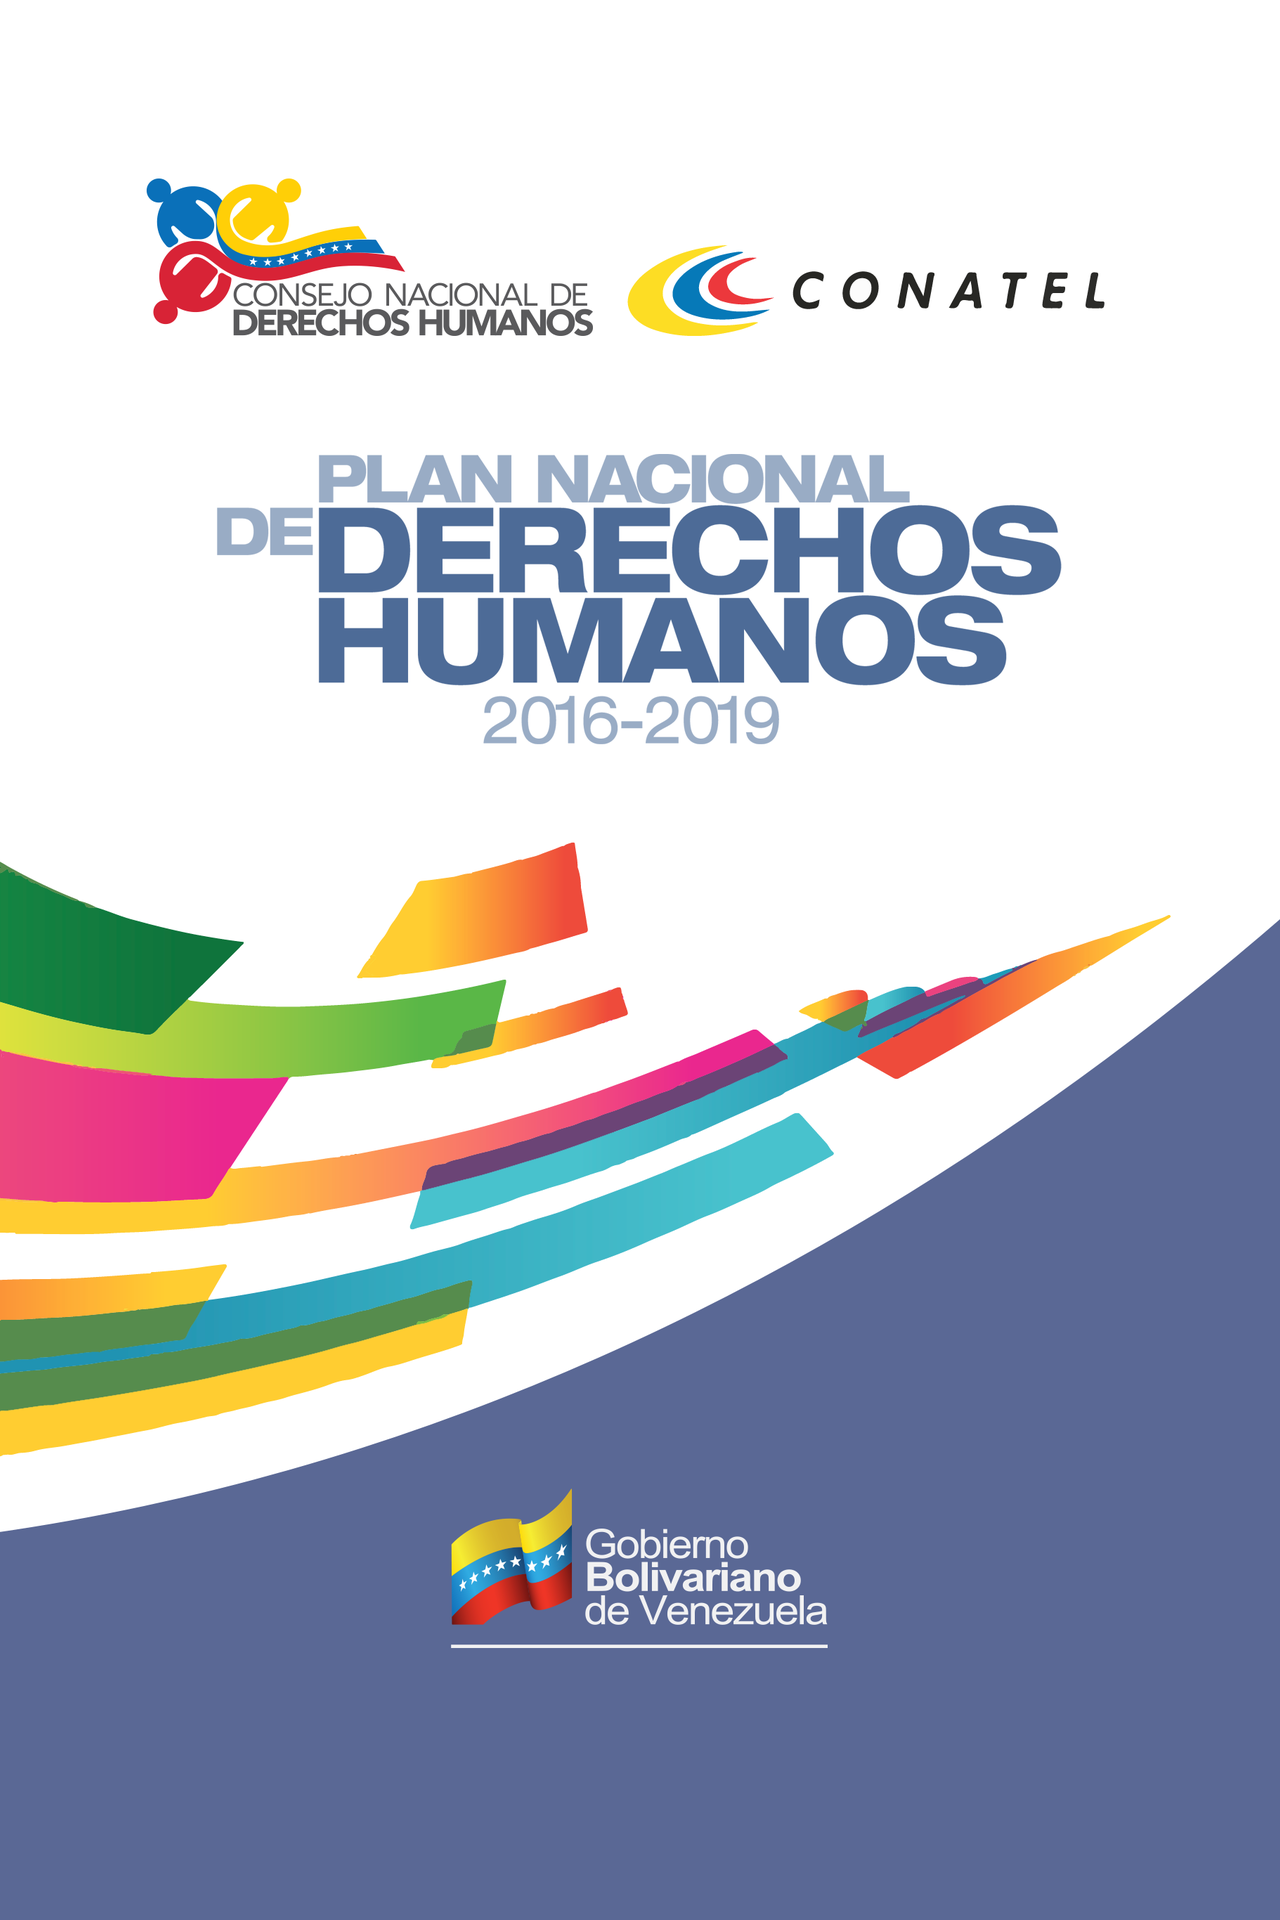 CONSEJO NACIONAL DE
DERECHOS HUMANOS
CONATEL
PLAN NACIONAL
DE DERECHOS
HUMANOS
2016-2019
Gobierno
Bolivariano
de Venezuela